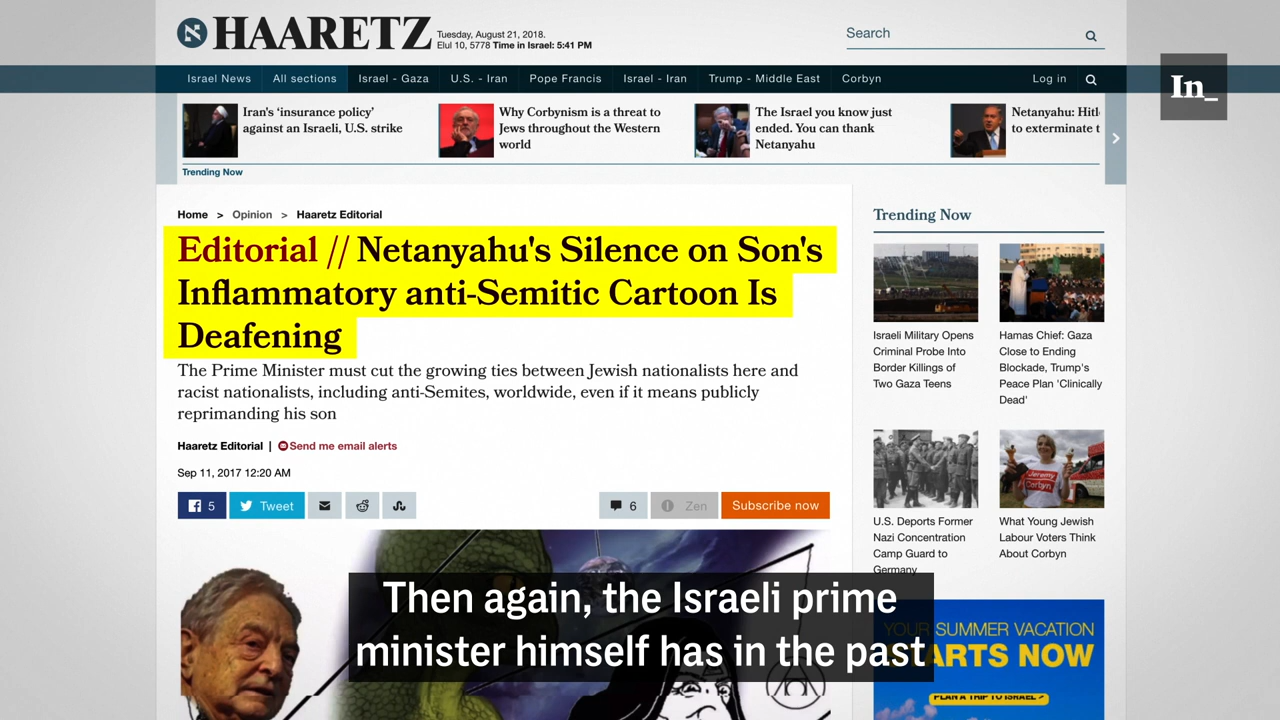 HAARETZ
Tuesday, August 21, 2018.
Elul 10, 5778 Time in Israel: 5:41 PM
Search
In_
Israel News
All sections
Israel - Gaza
U.S. - Iran
Pope Francis
Israel - Iran
Trump - Middle East
Corbyn
Log in
Iran's ‘insurance policy’
against an Israeli, U.S. strike
Why Corbynism is a threat to
Jews throughout the Western
world
The Israel you know just
ended. You can thank
Netanyahu
Netanyahu: Hitl
to exterminate t
Trending Now
Home > Opinion > Haaretz Editorial
Editorial // Netanyahu's Silence on Son's
Inflammatory anti-Semitic Cartoon Is
Deafening
The Prime Minister must cut the growing ties between Jewish nationalists here and
racist nationalists, including anti-Semites, worldwide, even if it means publicly
reprimanding his son
Haaretz Editorial | Send me email alerts
Sep 11, 2017 12:20 AM
5
Tweet
6
Zen
Subscribe now
Trending Now
Israeli Military Opens
Criminal Probe Into
Border Killings of
Two Gaza Teens
Hamas Chief: Gaza
Close to Ending
Blockade, Trump's
Peace Plan 'Clinically
Dead'
U.S. Deports Former
Nazi Concentration
Camp Guard to
Germany
What Young Jewish
Labour Voters Think
About Corbyn
YOUR SUMMER VACATION
ARTS NOW
PLAN A TRIP TO ISRAEL >
Then again, the Israeli prime
minister himself has in the past